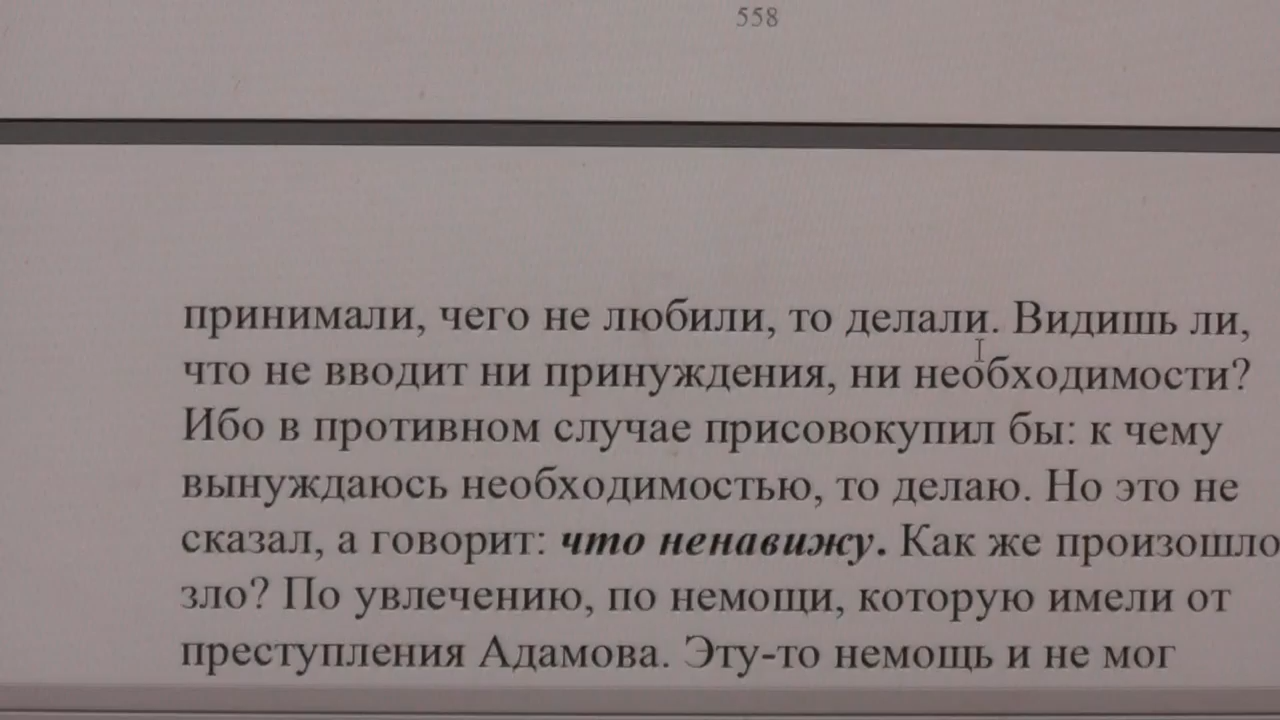 558
принимали, чего не любили, то делали. Видишь ли,
что не вводит ни принуждения, ни необходимости?
Ибо в противном случае присовокупил бы: к чему
вынуждаюсь необходимостью, то делаю. Но это не
сказал, а говорит: что ненавижу. Как же произошло
зло? По увлечению, по немощи, которую имели от
преступления Адамова. Эту-то немощь и не мог